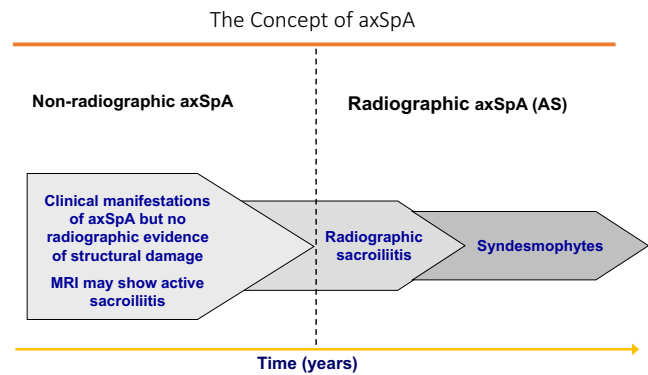 The Concept of axSpA
Non-radiographic axSpA
Radiographic axSpA (AS)
Clinical manifestations
of axSpA but no
radiographic evidence
of structural damage
MRI may show active
sacroiliitis
Radiographic
sacroiliitis
Syndesmophytes
Time (years)